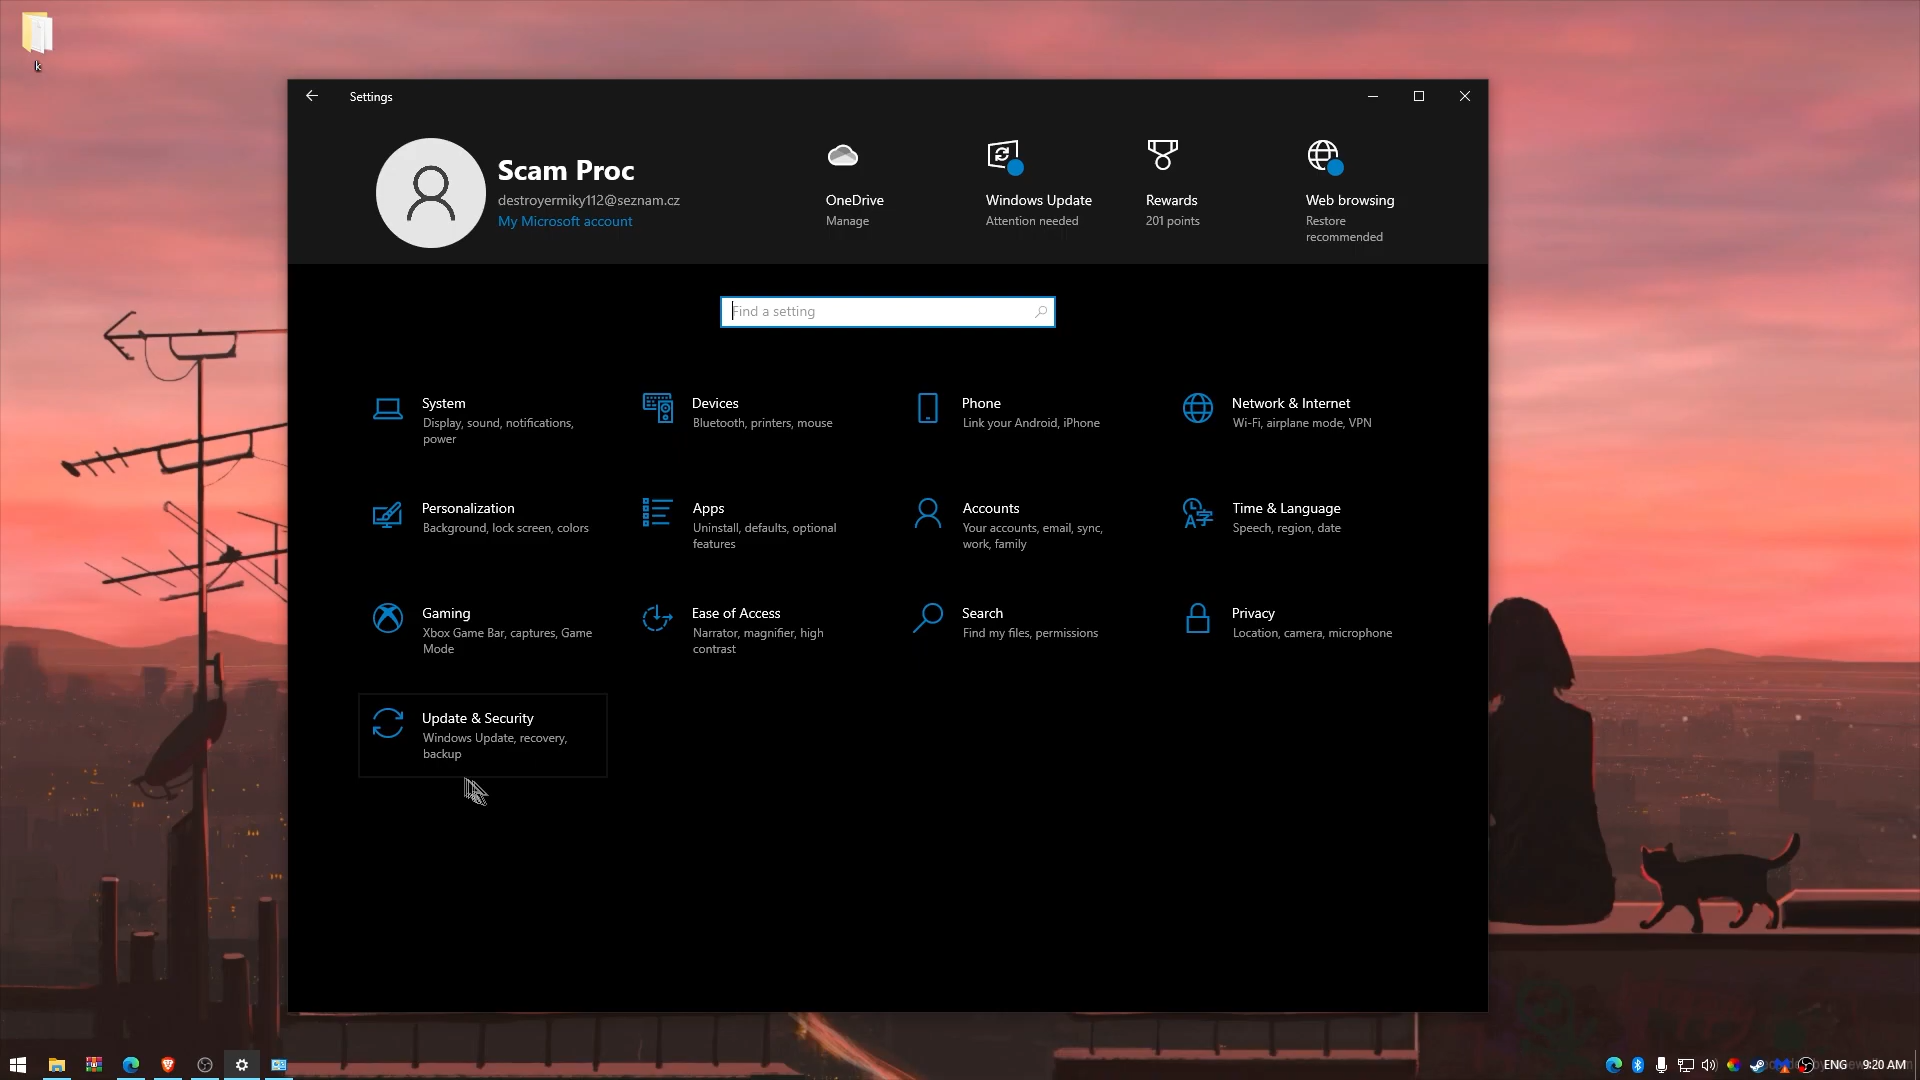 k
Settings
Scam Proc
destroyermiky112@seznam.cz
My Microsoft account
OneDrive
Manage
Windows Update
Attention needed
Rewards
201 points
Web browsing
Restore
recommended
Find a setting
System
Display, sound, notifications,
power
Devices
Bluetooth, printers, mouse
Phone
Link your Android, iPhone
Network & Internet
Wi-Fi, airplane mode, VPN
Personalization
Background, lock screen, colors
Apps
Uninstall, defaults, optional
features
Accounts
Your accounts, email, sync,
work, family
Time & Language
Speech, region, date
Gaming
Xbox Game Bar, captures, Game
Mode
Ease of Access
Narrator, magnifier, high
contrast
Search
Find my files, permissions
Privacy
Location, camera, microphone
Update & Security
Windows Update, recovery,
backup
ENG
9:20 AM